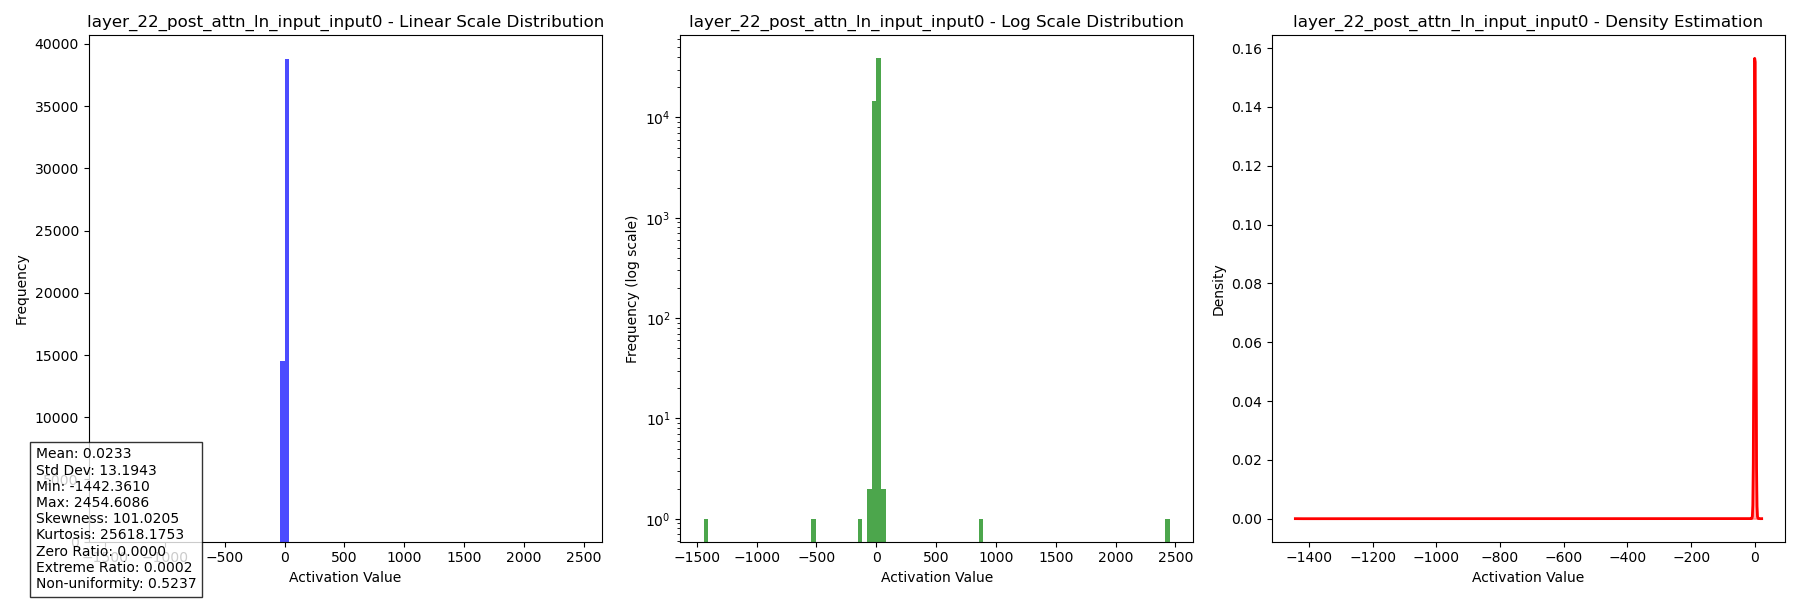 layer_22_post_attn_ln_input_input0 - Linear Scale Distribution
40000
35000
30000
25000
20000
15000
10000
5000
0
Frequency
−1000
−500
0
500
1000
1500
2000
2500
Activation Value
Mean: 0.0233
Std Dev: 13.1943
Min: -1442.3610
Max: 2454.6086
Skewness: 101.0205
Kurtosis: 25618.1753
Zero Ratio: 0.0000
Extreme Ratio: 0.0002
Non-uniformity: 0.5237
layer_22_post_attn_ln_input_input0 - Log Scale Distribution
10^4
10^3
10^2
10^1
10^0
Frequency (log scale)
−1500
−1000
−500
0
500
1000
1500
2000
2500
Activation Value
layer_22_post_attn_ln_input_input0 - Density Estimation
0.16
0.14
0.12
0.10
0.08
0.06
0.04
0.02
0.00
Density
−1400
−1200
−1000
−800
−600
−400
−200
0
Activation Value